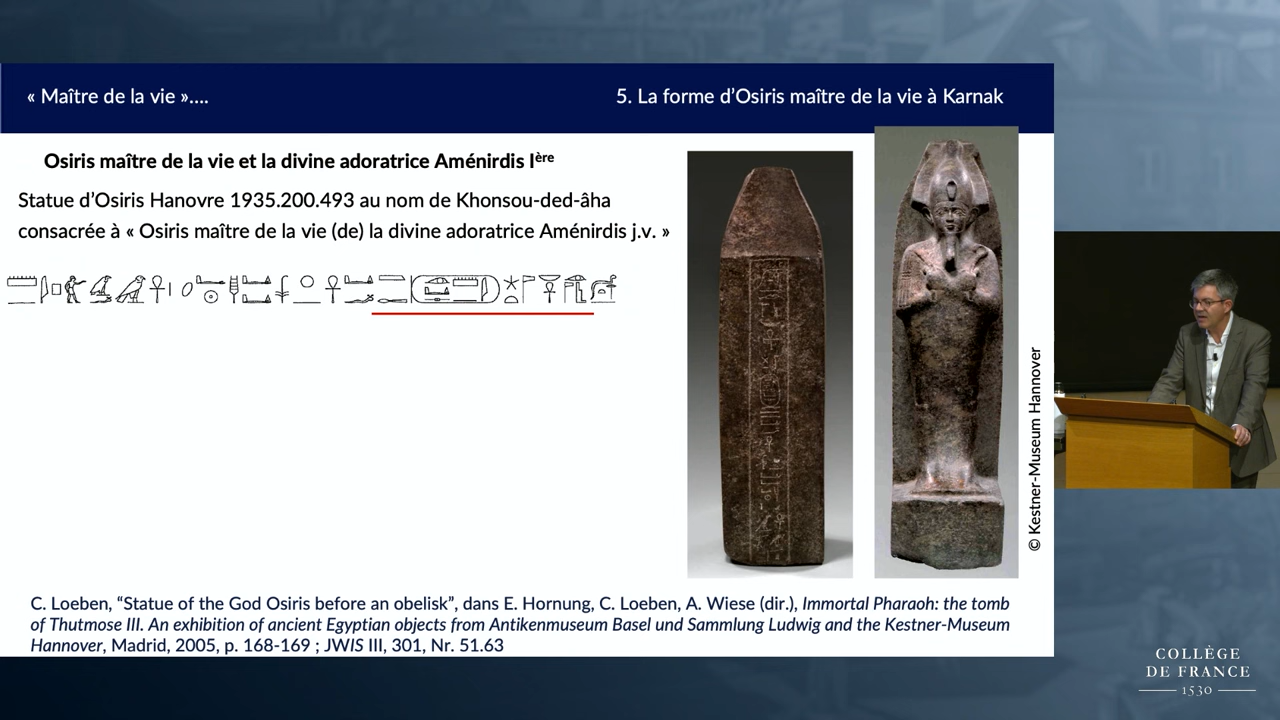 « Maître de la vie »....
5. La forme d’Osiris maître de la vie à Karnak
Osiris maître de la vie et la divine adoratrice Aménirdis Ière
Statue d’Osiris Hanovre 1935.200.493 au nom de Khonsou-ded-âha
consacrée à « Osiris maître de la vie (de) la divine adoratrice Aménirdis j.v. »
© Kestner-Museum Hannover
C. Loeben, “Statue of the God Osiris before an obelisk”, dans E. Hornung, C. Loeben, A. Wiese (dir.), Immortal Pharaoh: the tomb
of Thutmose III. An exhibition of ancient Egyptian objects from Antikenmuseum Basel und Sammlung Ludwig and the Kestner-Museum
Hannover, Madrid, 2005, p. 168-169 ; JWIS III, 301, Nr. 51.63
COLLÈGE
DE FRANCE
1530